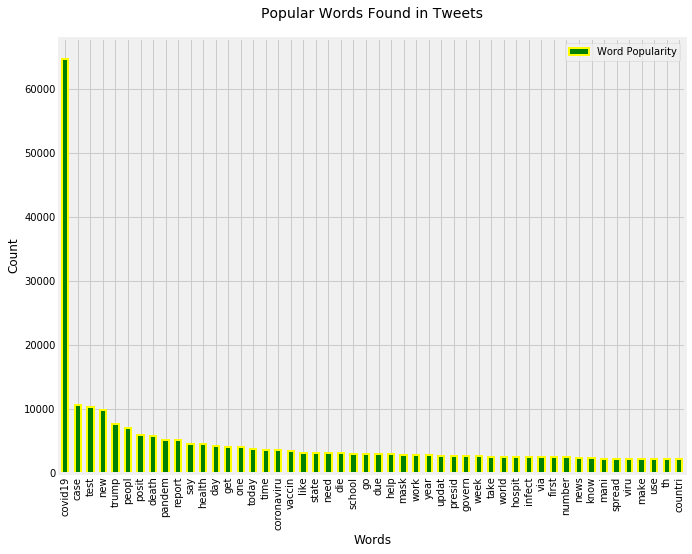 Popular Words Found in Tweets
Word Popularity
60000
50000
40000
30000
20000
10000
0
Count
covid19
case
test
new
trump
peopl
posit
death
pandem
report
say
health
day
get
one
today
time
coronaviru
vaccin
like
state
need
die
school
go
due
help
mask
work
year
updat
presid
govern
week
take
world
hospit
infect
via
first
number
news
know
mani
spread
viru
make
use
th
countri
Words